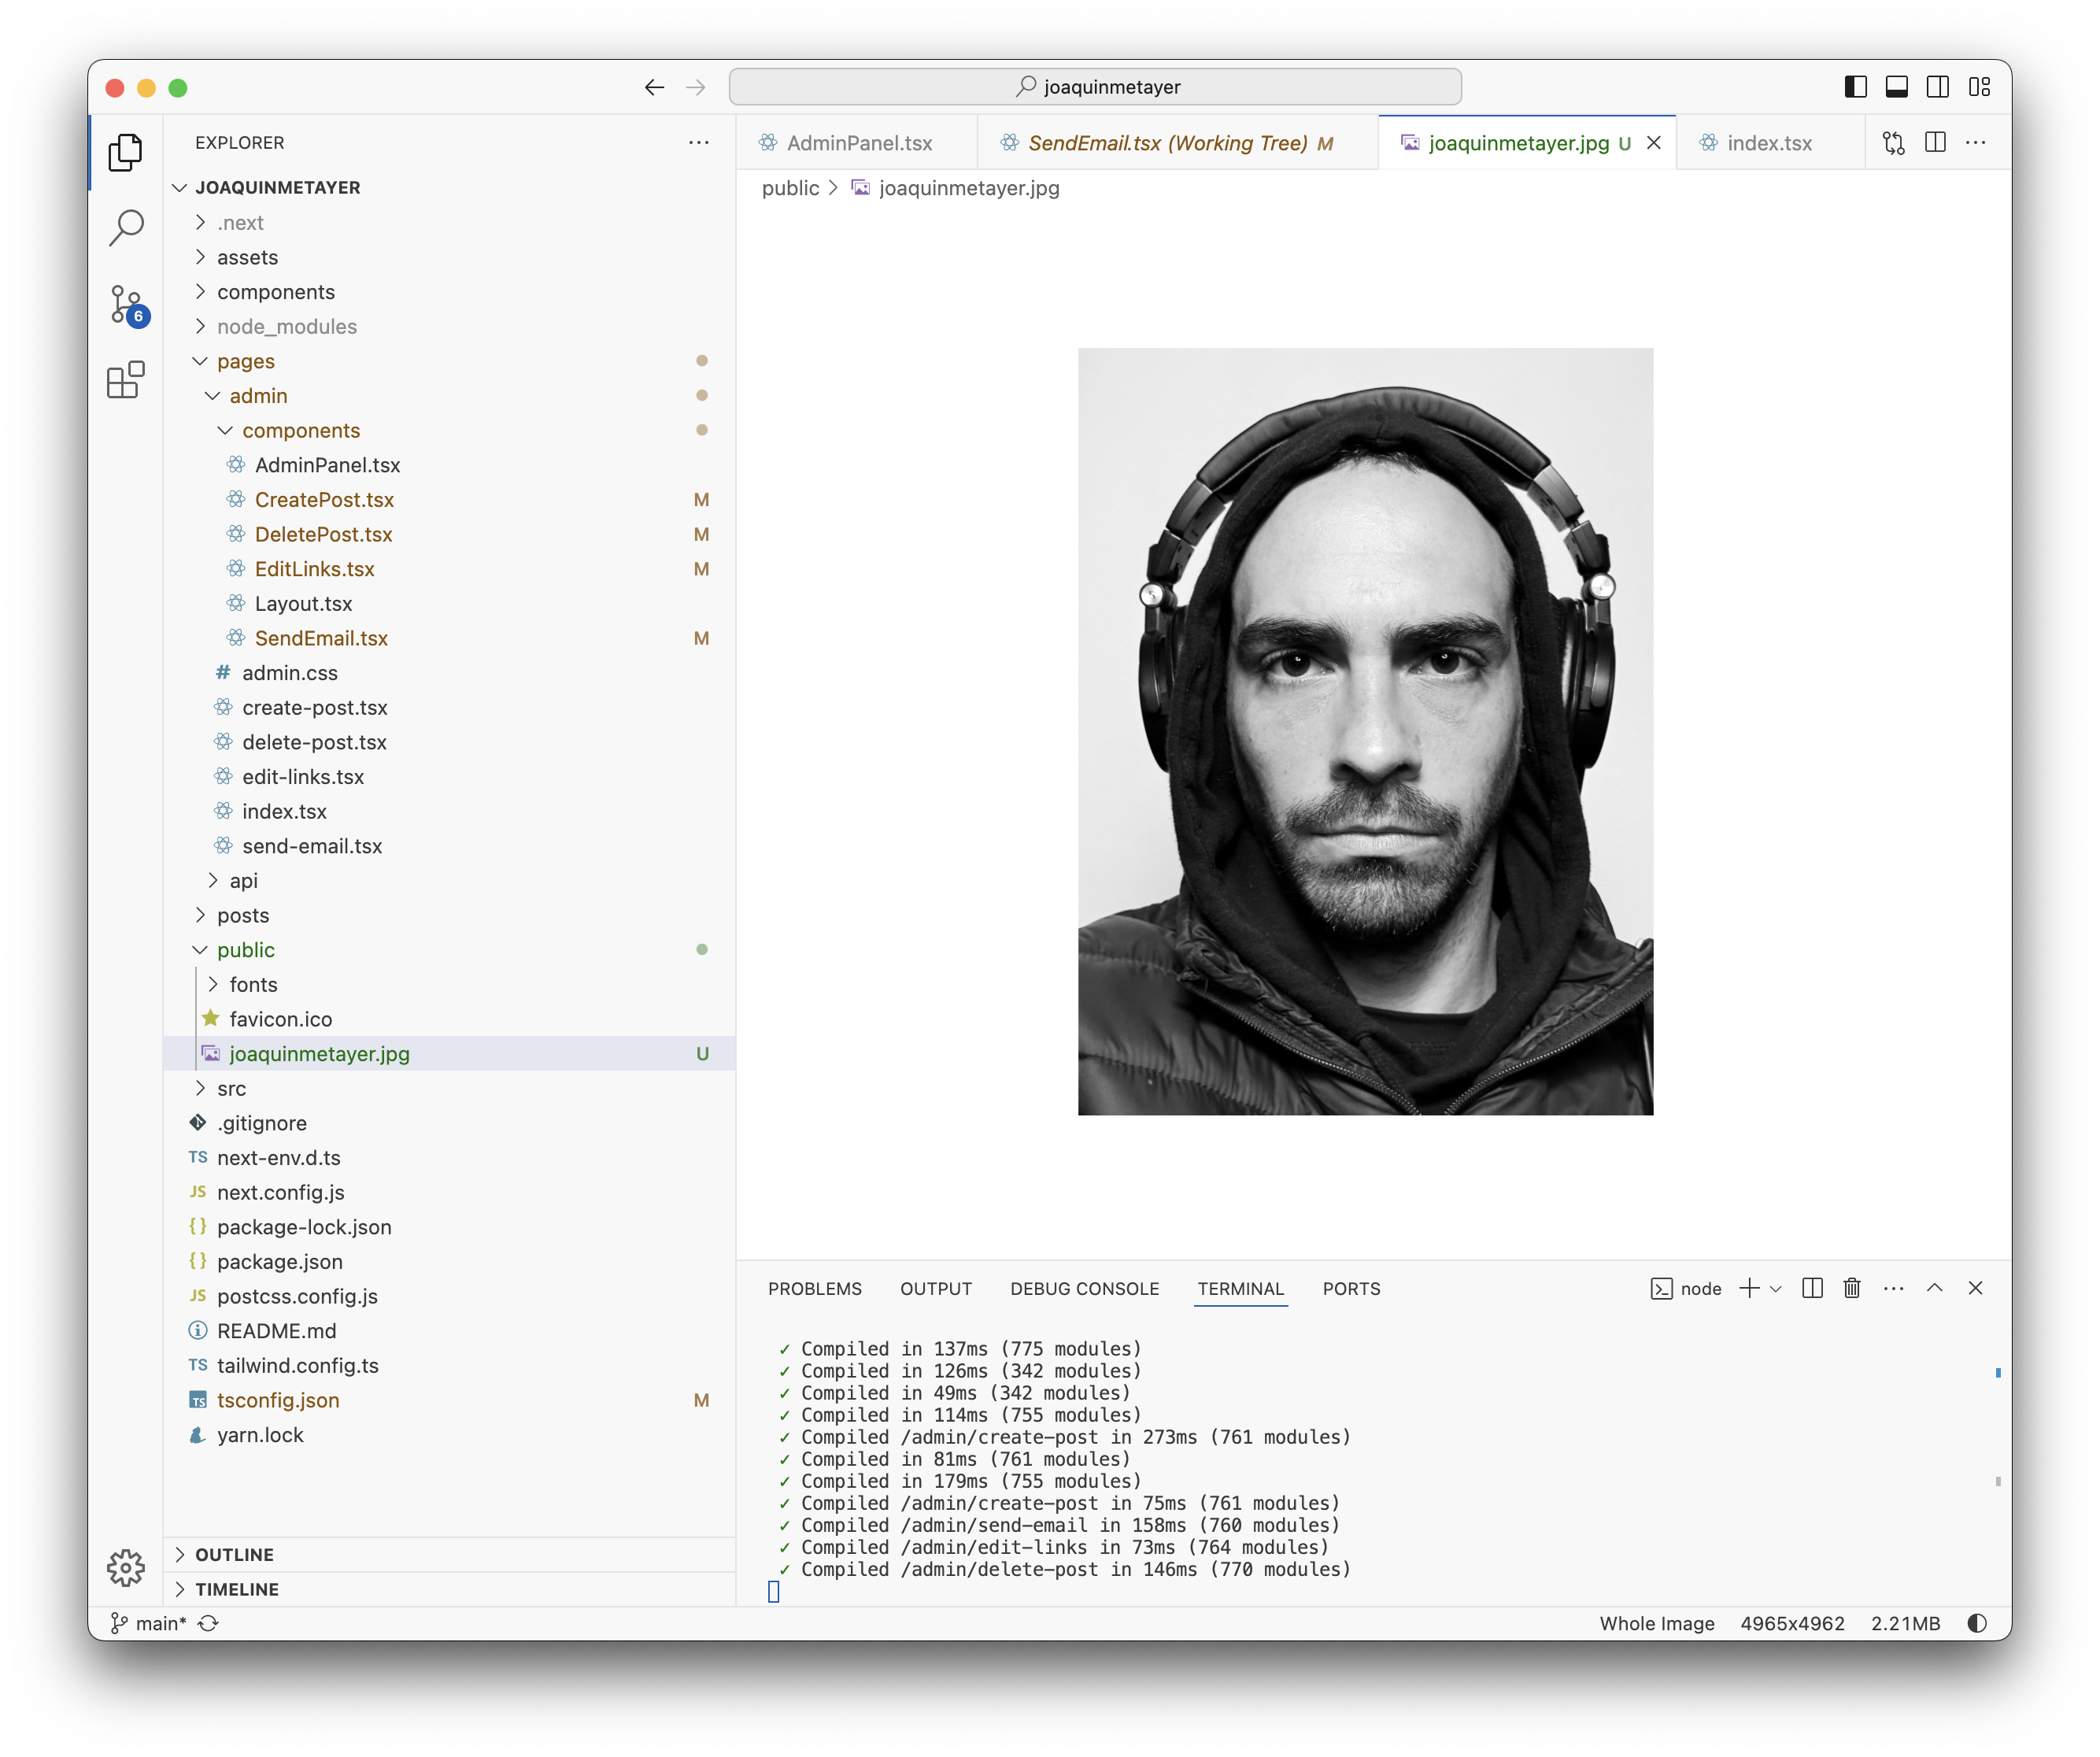 joaquinmetayer
EXPLORER
JOAQUINMETAYER
.next
assets
components
node_modules
pages
admin
components
AdminPanel.tsx
CreatePost.tsx M
DeletePost.tsx M
EditLinks.tsx M
Layout.tsx
SendEmail.tsx M
# admin.css
create-post.tsx
delete-post.tsx
edit-links.tsx
index.tsx
send-email.tsx
api
posts
public
fonts
favicon.ico
joaquinmetayer.jpg U
src
.gitignore
TS next-env.d.ts
JS next.config.js
{} package-lock.json
{} package.json
JS postcss.config.js
README.md
TS tailwind.config.ts
TS tsconfig.json M
yarn.lock
OUTLINE
TIMELINE
6
AdminPanel.tsx SendEmail.tsx (Working Tree) M joaquinmetayer.jpg U index.tsx
public > joaquinmetayer.jpg
PROBLEMS OUTPUT DEBUG CONSOLE TERMINAL PORTS node
✓ Compiled in 137ms (775 modules)
✓ Compiled in 126ms (342 modules)
✓ Compiled in 49ms (342 modules)
✓ Compiled in 114ms (755 modules)
✓ Compiled /admin/create-post in 273ms (761 modules)
✓ Compiled in 81ms (761 modules)
✓ Compiled in 179ms (755 modules)
✓ Compiled /admin/create-post in 75ms (761 modules)
✓ Compiled /admin/send-email in 158ms (760 modules)
✓ Compiled /admin/edit-links in 73ms (764 modules)
✓ Compiled /admin/delete-post in 146ms (770 modules)
main* Whole Image 4965x4962 2.21MB